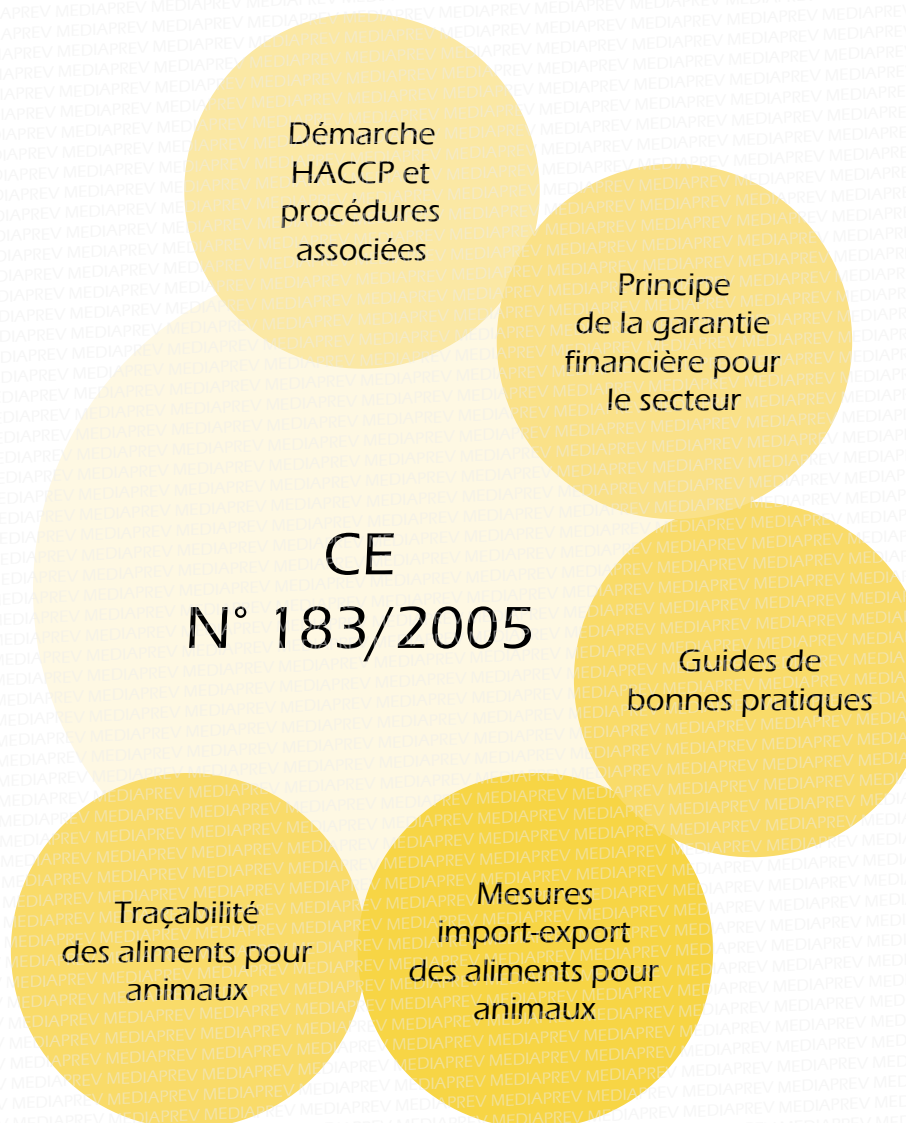 Démarche
HACCP et
procédures
associées
Principe
de la garantie
financière pour
le secteur
CE
N° 183/2005
Guides de
bonnes pratiques
Mesures
import-export
des aliments pour
animaux
Traçabilité
des aliments pour
animaux